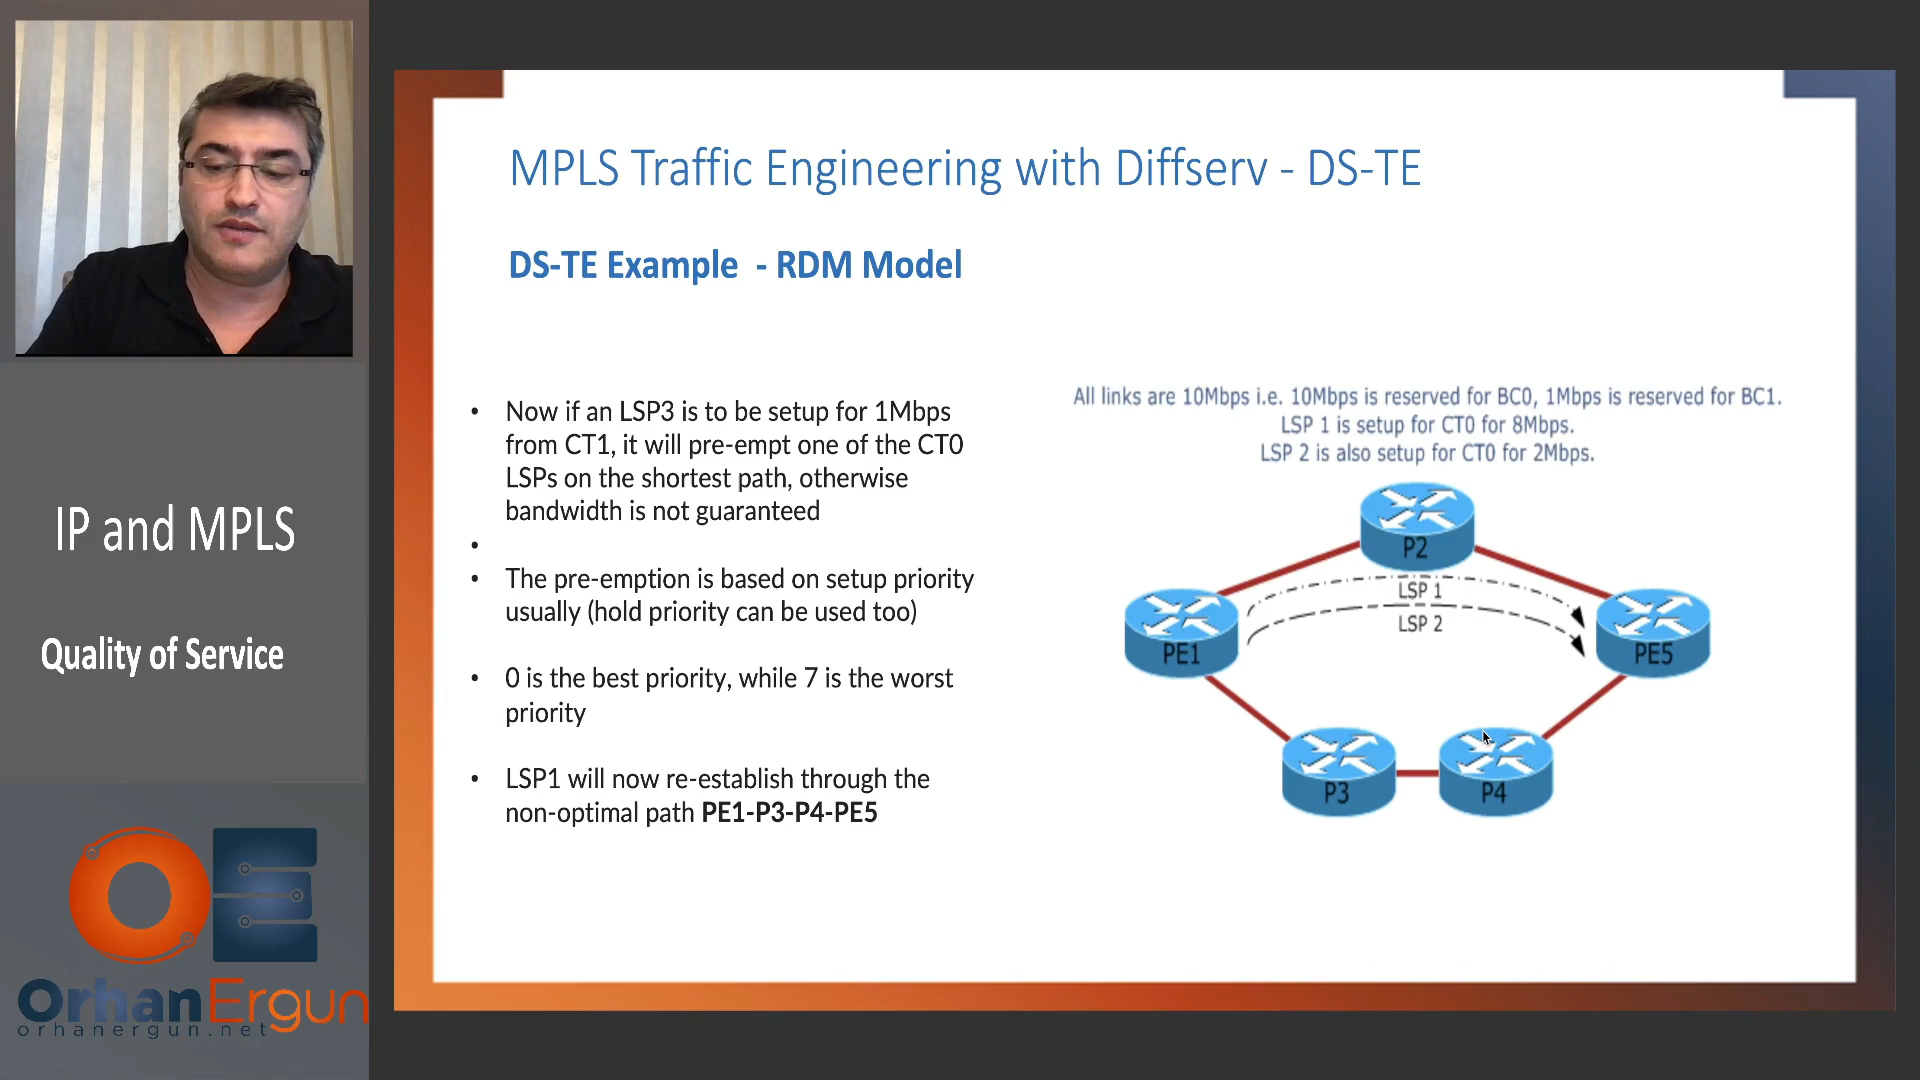 MPLS Traffic Engineering with Diffserv - DS-TE
DS-TE Example - RDM Model
• Now if an LSP3 is to be setup for 1Mbps
from CT1, it will pre-empt one of the CT0
LSPs on the shortest path, otherwise
bandwidth is not guaranteed
•
• The pre-emption is based on setup priority
usually (hold priority can be used too)
• 0 is the best priority, while 7 is the worst
priority
• LSP1 will now re-establish through the
non-optimal path PE1-P3-P4-PE5
All links are 10Mbps i.e. 10Mbps is reserved for BC0, 1Mbps is reserved for BC1.
LSP 1 is setup for CT0 for 8Mbps.
LSP 2 is also setup for CT0 for 2Mbps.
P2
LSP 1
LSP 2
PE1
PE5
P3
P4
IP and MPLS
Quality of Service
OE
OrhanErgun
orhanergun.net